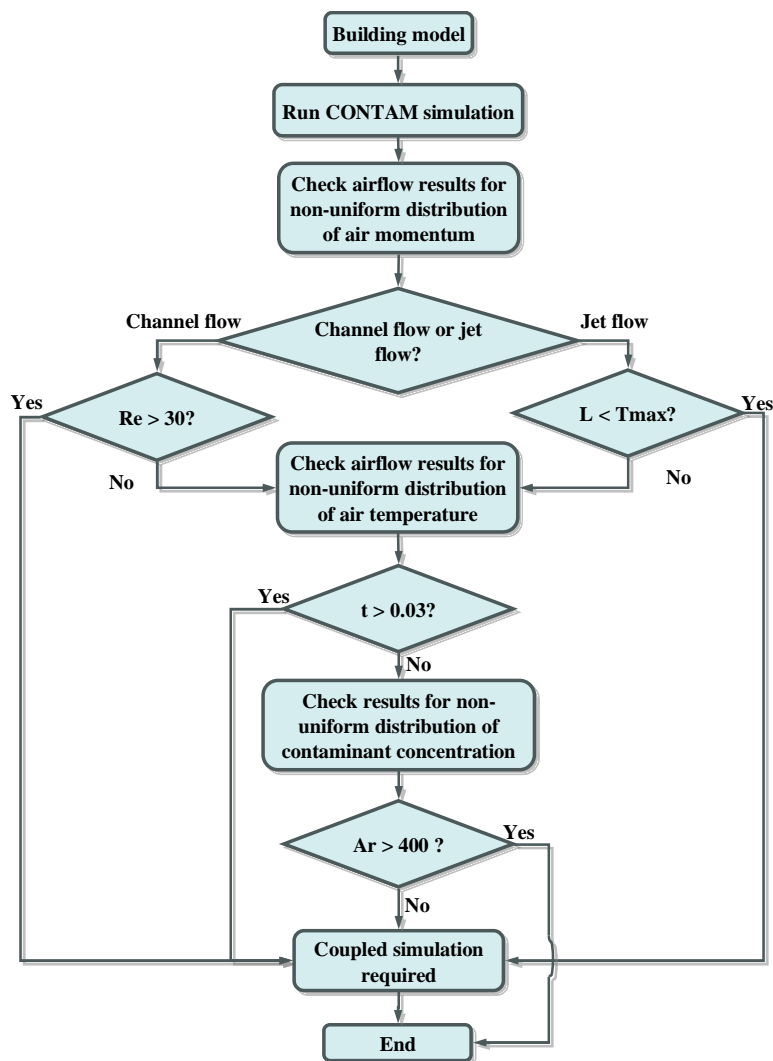 Building model
Run CONTAM simulation
Check airflow results for
non-uniform distribution
of air momentum
Channel flow
Jet flow
Channel flow or jet
flow?
Yes
Re > 30?
L < Tmax?
Yes
No
Check airflow results for
non-uniform distribution
of air temperature
No
Yes
t > 0.03?
No
Check results for non-
uniform distribution of
contaminant concentration
Ar > 400 ?
Yes
No
Coupled simulation
required
End